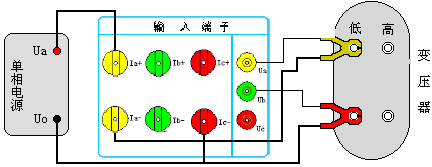 输入端子
低 高
Ua
单相电源
Uo
Ia+ Ib+ Ic+
Ua
Ub
Ia- Ib- Ic-
Uc
变压器